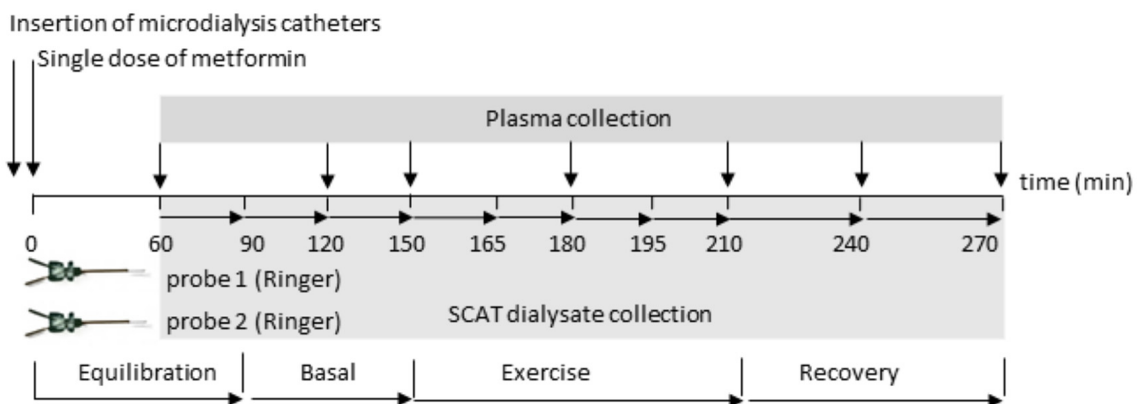 Insertion of microdialysis catheters
Single dose of metformin
Plasma collection
time (min)
0 60 90 120 150 165 180 195 210 240 270
probe 1 (Ringer)
probe 2 (Ringer)
SCAT dialysate collection
Equilibration Basal Exercise Recovery